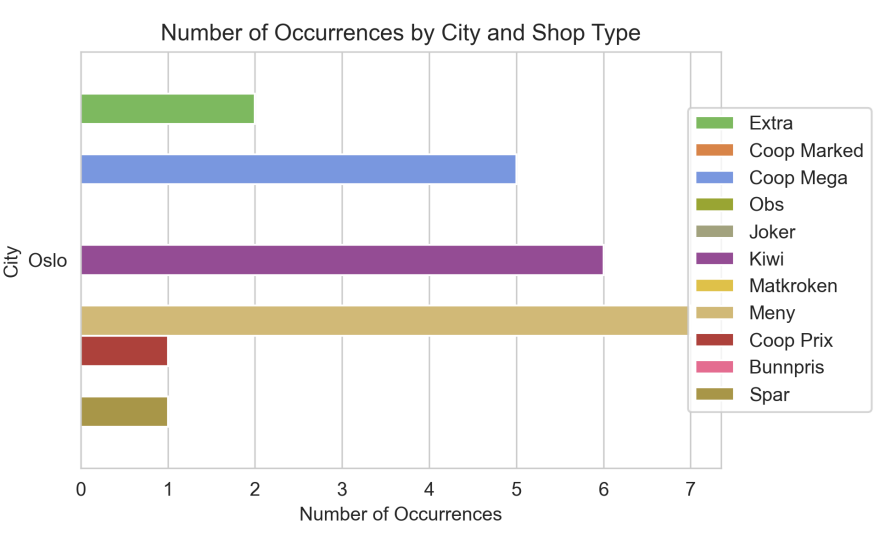 Number of Occurrences by City and Shop Type
City
Oslo
Extra
Coop Marked
Coop Mega
Obs
Joker
Kiwi
Matkroken
Meny
Coop Prix
Bunnpris
Spar
0 1 2 3 4 5 6 7
Number of Occurrences